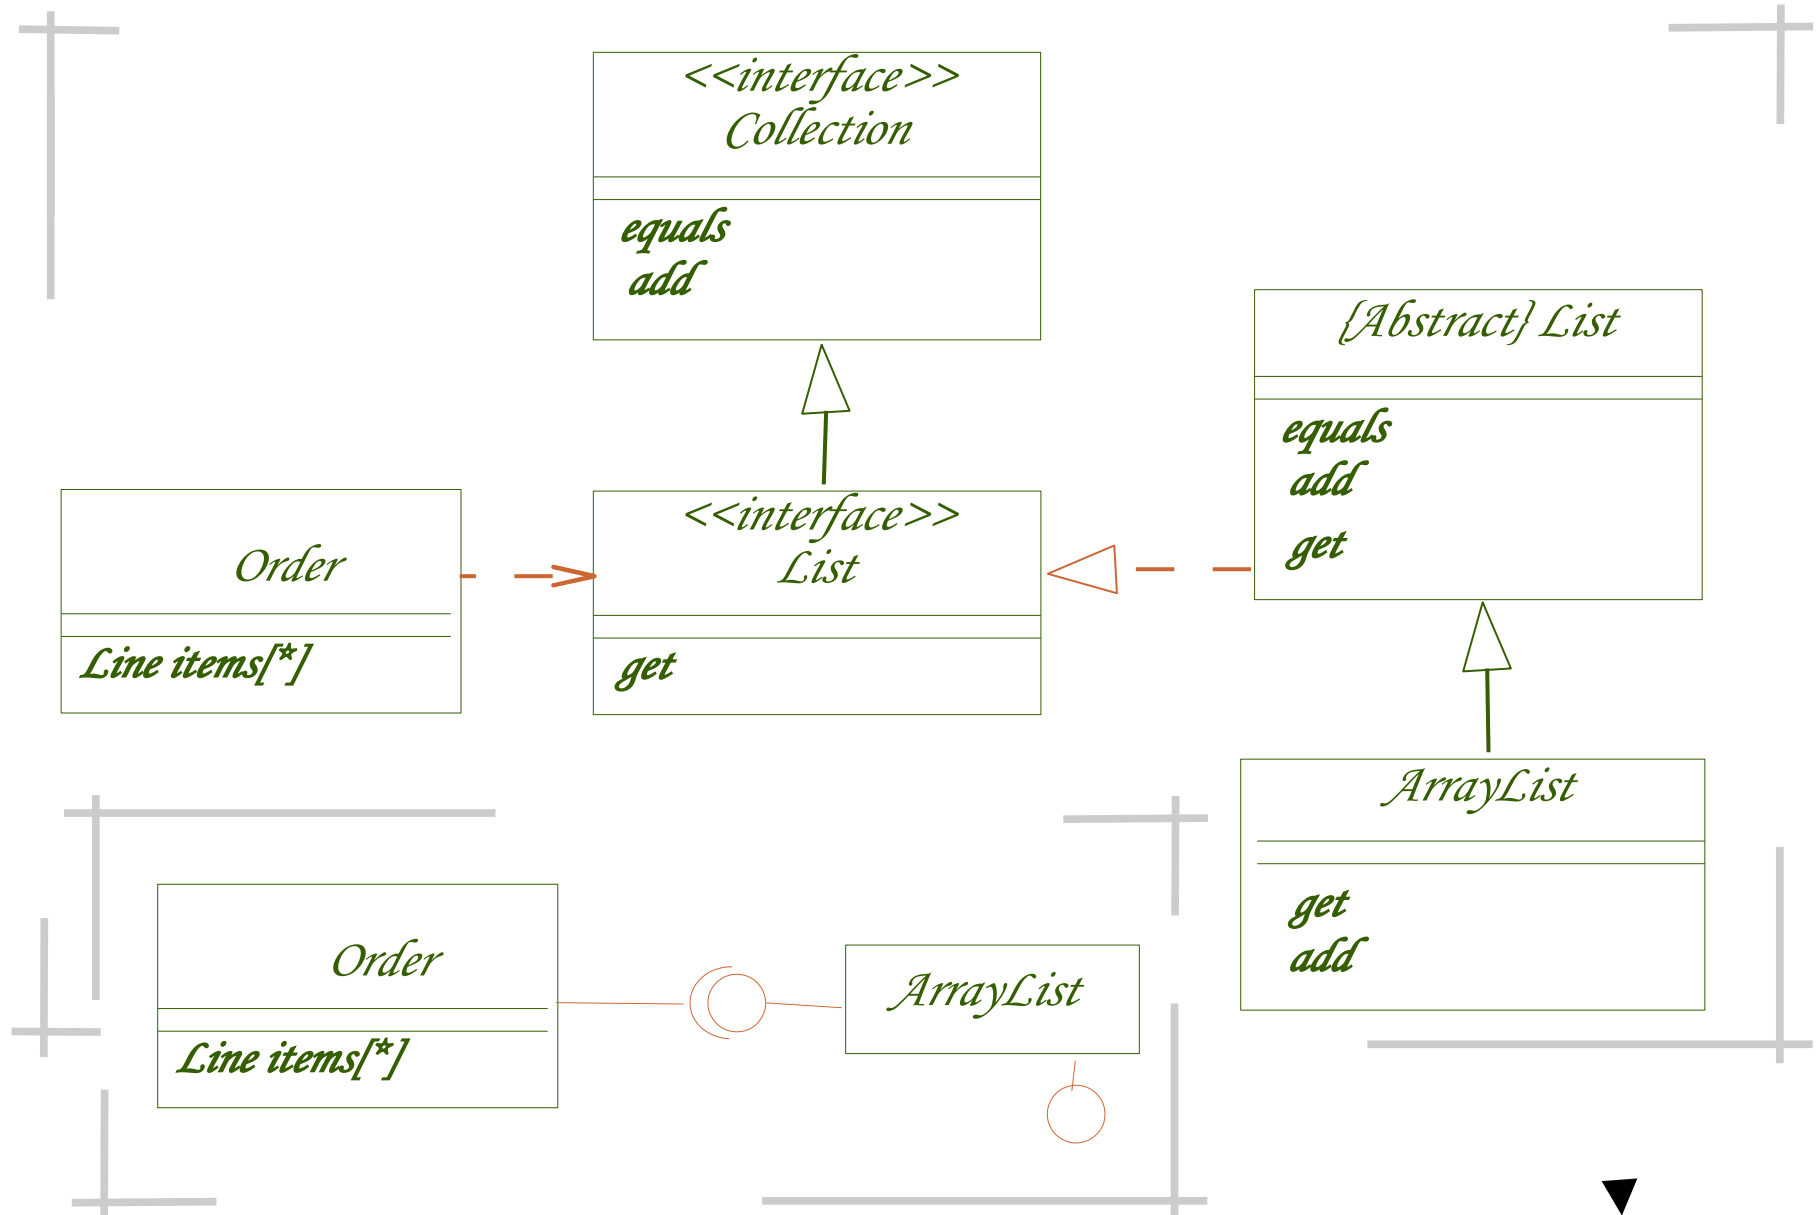 <<interface>>
Collection
equals
add
{Abstract} List
equals
add
get
Order
Line items[*]
<<interface>>
List
get
ArrayList
get
add
Order
Line items[*]
ArrayList